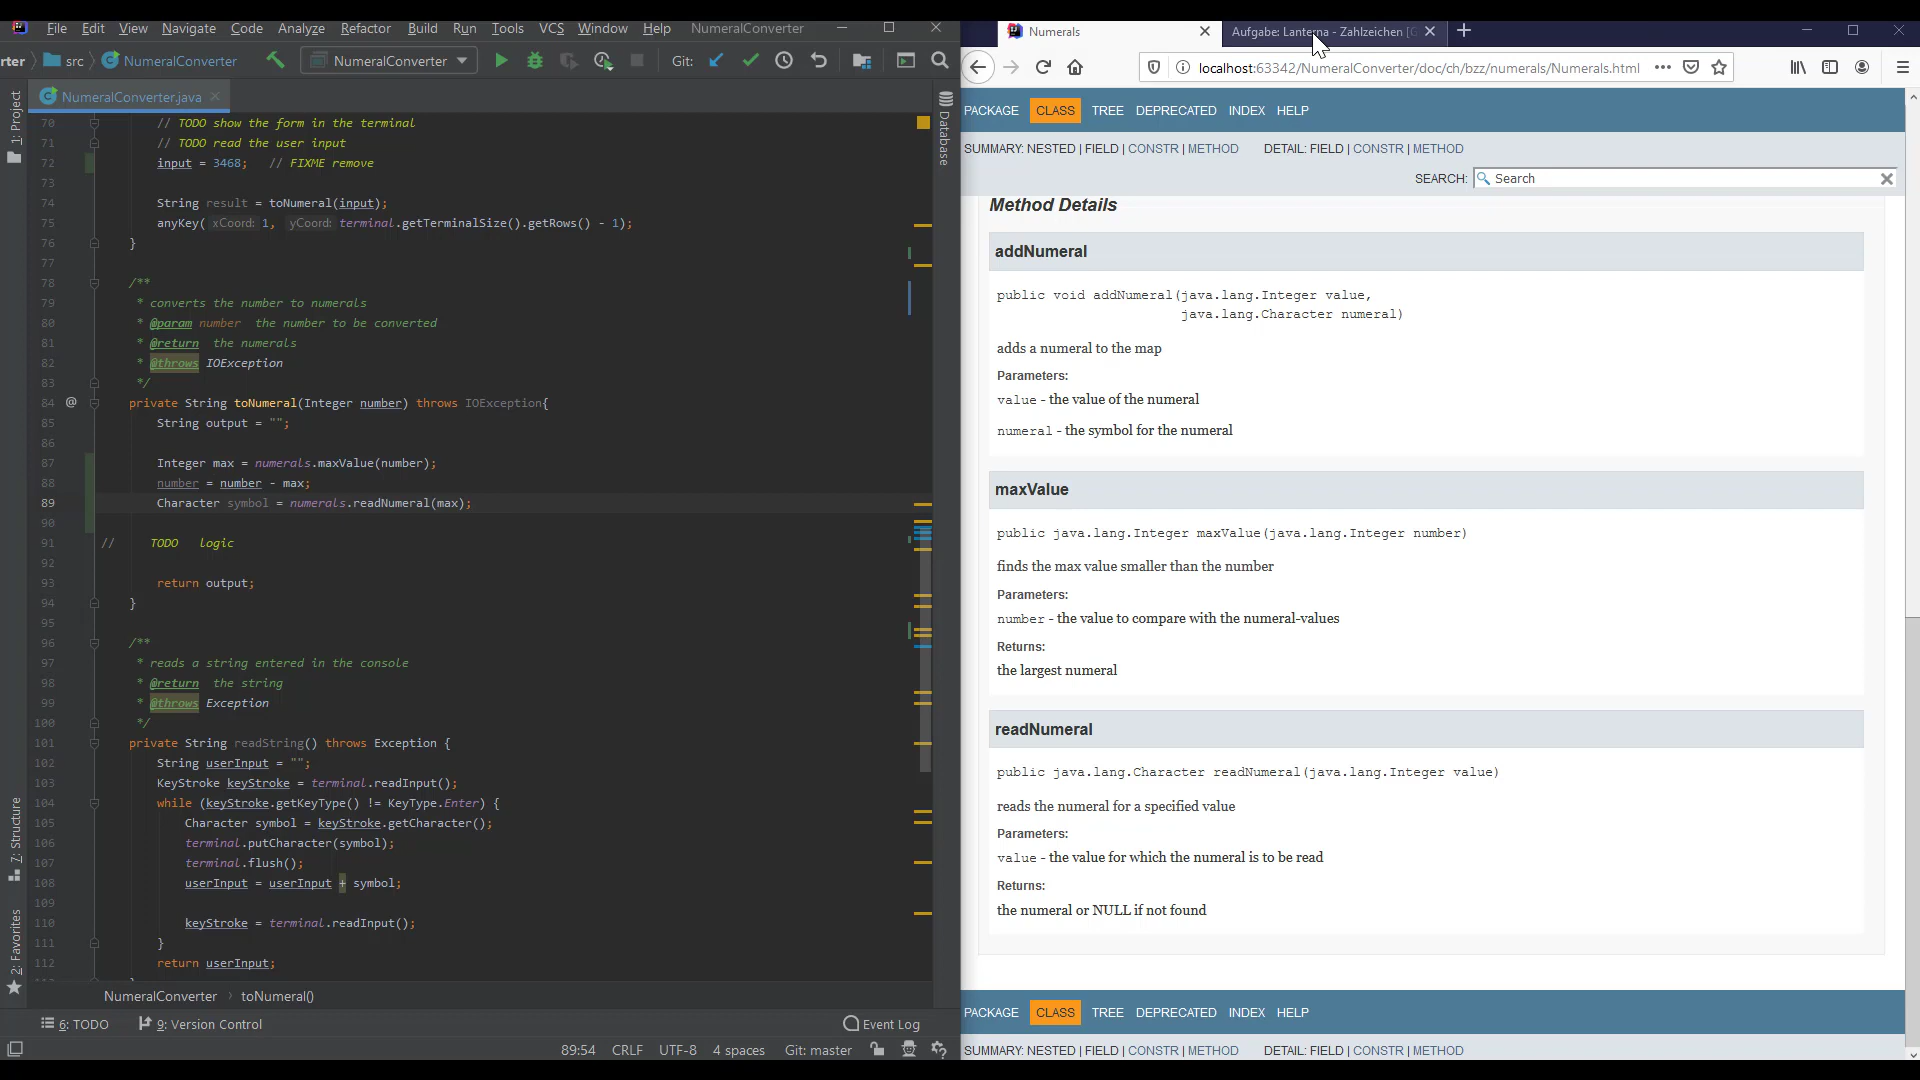 File Edit View Navigate Code Analyze Refactor Build Run Tools VCS Window Help NumeralConverter
rter src NumeralConverter NumeralConverter Git:
NumeralConverter.java
1: Project
7: Structure
2: Favorites
Database
70 // TODO show the form in the terminal
71 // TODO read the user input
72 input = 3468; // FIXME remove
73
74 String result = toNumeral(input);
75 anyKey( xCoord: 1, yCoord: terminal.getTerminalSize().getRows() - 1);
76 }
77
78 /**
79 * converts the number to numerals
80 * @param number the number to be converted
81 * @return the numerals
82 * @throws IOException
83 */
84 @ private String toNumeral(Integer number) throws IOException{
85 String output = "";
86
87 Integer max = numerals.maxValue(number);
88 number = number - max;
89 Character symbol = numerals.readNumeral(max);
90
91 // TODO logic
92
93 return output;
94 }
95
96 /**
97 * reads a string entered in the console
98 * @return the string
99 * @throws Exception
100 */
101 private String readString() throws Exception {
102 String userInput = "";
103 KeyStroke keyStroke = terminal.readInput();
104 while (keyStroke.getKeyType() != KeyType.Enter) {
105 Character symbol = keyStroke.getCharacter();
106 terminal.putCharacter(symbol);
107 terminal.flush();
108 userInput = userInput + symbol;
109
110 keyStroke = terminal.readInput();
111 }
112 return userInput;
NumeralConverter › toNumeral()
6: TODO 9: Version Control Event Log
89:54 CRLF UTF-8 4 spaces Git: master
Numerals Aufgabe: Lanterna - Zahlzeichen [
localhost:63342/NumeralConverter/doc/ch/bzz/numerals/Numerals.html
PACKAGE CLASS TREE DEPRECATED INDEX HELP
SUMMARY: NESTED | FIELD | CONSTR | METHOD DETAIL: FIELD | CONSTR | METHOD
SEARCH: Search
Method Details
addNumeral
public void addNumeral(java.lang.Integer value,
java.lang.Character numeral)
adds a numeral to the map
Parameters:
value - the value of the numeral
numeral - the symbol for the numeral
maxValue
public java.lang.Integer maxValue(java.lang.Integer number)
finds the max value smaller than the number
Parameters:
number - the value to compare with the numeral-values
Returns:
the largest numeral
readNumeral
public java.lang.Character readNumeral(java.lang.Integer value)
reads the numeral for a specified value
Parameters:
value - the value for which the numeral is to be read
Returns:
the numeral or NULL if not found
PACKAGE CLASS TREE DEPRECATED INDEX HELP
SUMMARY: NESTED | FIELD | CONSTR | METHOD DETAIL: FIELD | CONSTR | METHOD